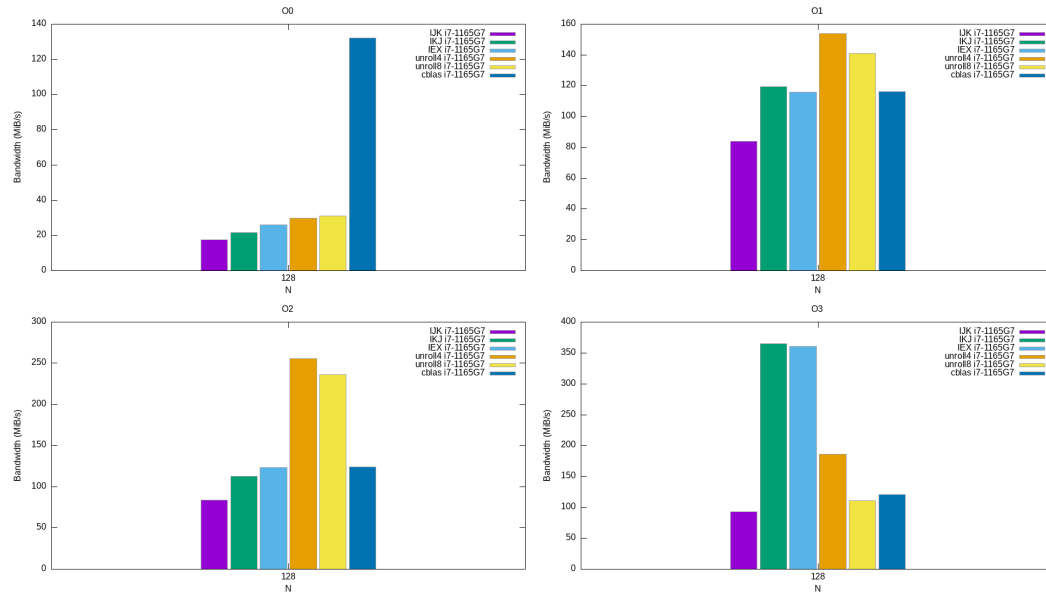 O0
140
120
100
80
60
40
20
0
Bandwidth (MiB/s)
IJK i7-1165G7
IKJ i7-1165G7
IEX i7-1165G7
unroll4 i7-1165G7
unroll8 i7-1165G7
cblas i7-1165G7
128
N
O1
160
140
120
100
80
60
40
20
0
Bandwidth (MiB/s)
IJK i7-1165G7
IKJ i7-1165G7
IEX i7-1165G7
unroll4 i7-1165G7
unroll8 i7-1165G7
cblas i7-1165G7
128
N
O2
300
250
200
150
100
50
0
Bandwidth (MiB/s)
IJK i7-1165G7
IKJ i7-1165G7
IEX i7-1165G7
unroll4 i7-1165G7
unroll8 i7-1165G7
cblas i7-1165G7
128
N
O3
400
350
300
250
200
150
100
50
0
Bandwidth (MiB/s)
IJK i7-1165G7
IKJ i7-1165G7
IEX i7-1165G7
unroll4 i7-1165G7
unroll8 i7-1165G7
cblas i7-1165G7
128
N